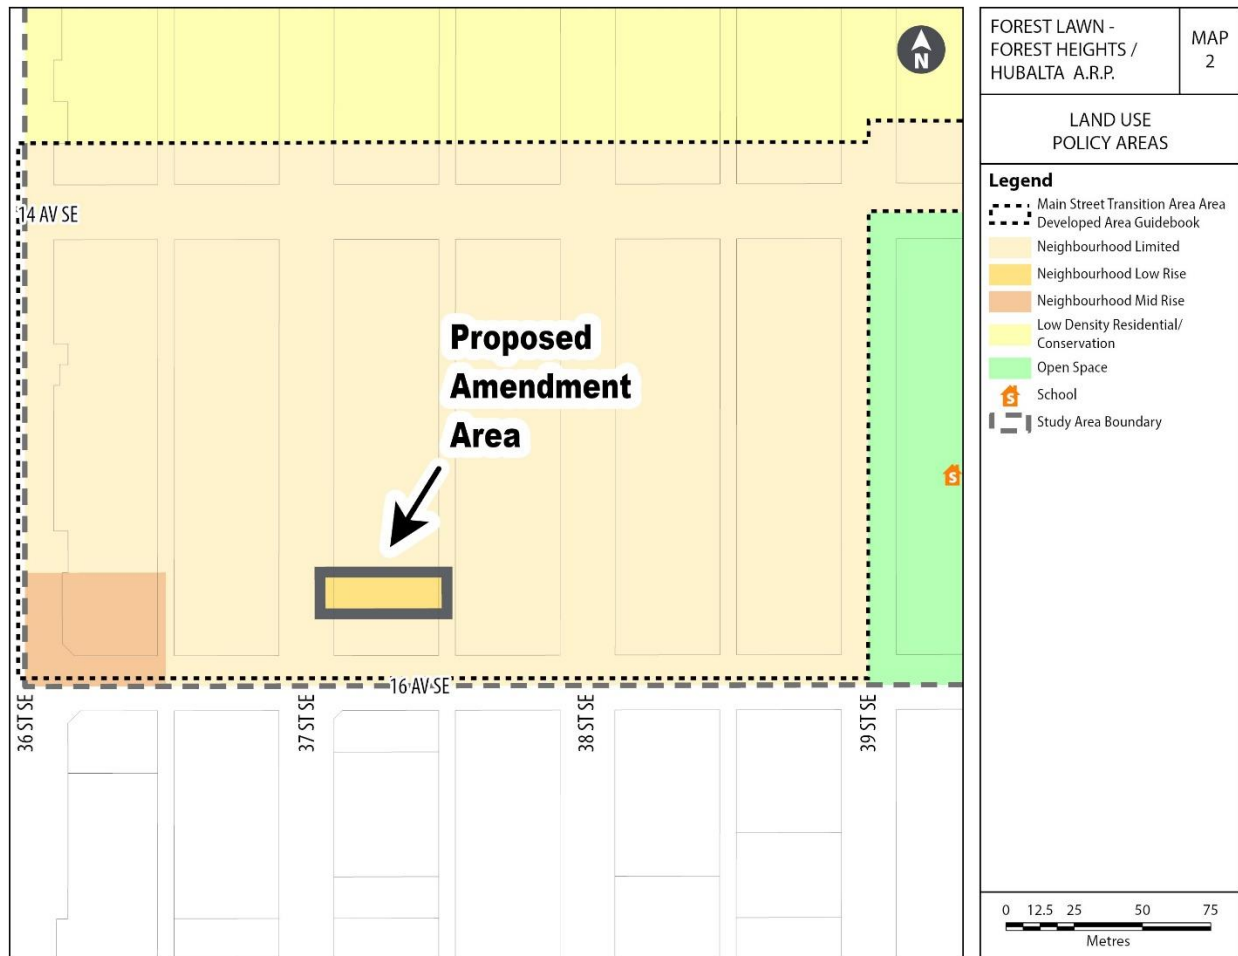 N
14 AV SE
Proposed
Amendment
Area
S
16 AV SE
36 ST SE
37 ST SE
38 ST SE
39 ST SE
FOREST LAWN -
FOREST HEIGHTS /
HUBALTA A.R.P.
MAP
2
LAND USE
POLICY AREAS
Legend
Main Street Transition Area Area
Developed Area Guidebook
Neighbourhood Limited
Neighbourhood Low Rise
Neighbourhood Mid Rise
Low Density Residential/
Conservation
Open Space
S School
Study Area Boundary
0 12.5 25 50 75
Metres